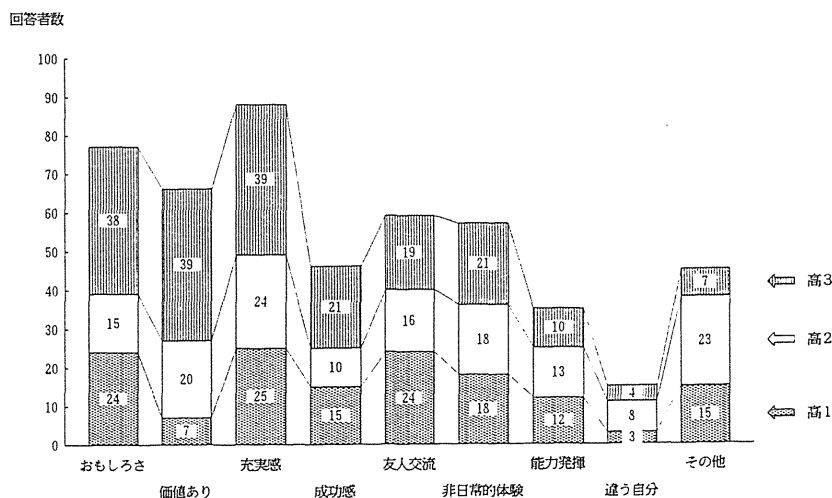 回答者数
100
90
80
70
60
50
40
30
20
10
0
38
15
24
39
20
7
39
24
25
21
10
15
19
16
24
21
18
18
10
13
12
4
8
3
7
23
15
高3
高2
高1
おもしろさ
価値あり
充実感
成功感
友人交流
非日常的体験
能力発揮
違う自分
その他